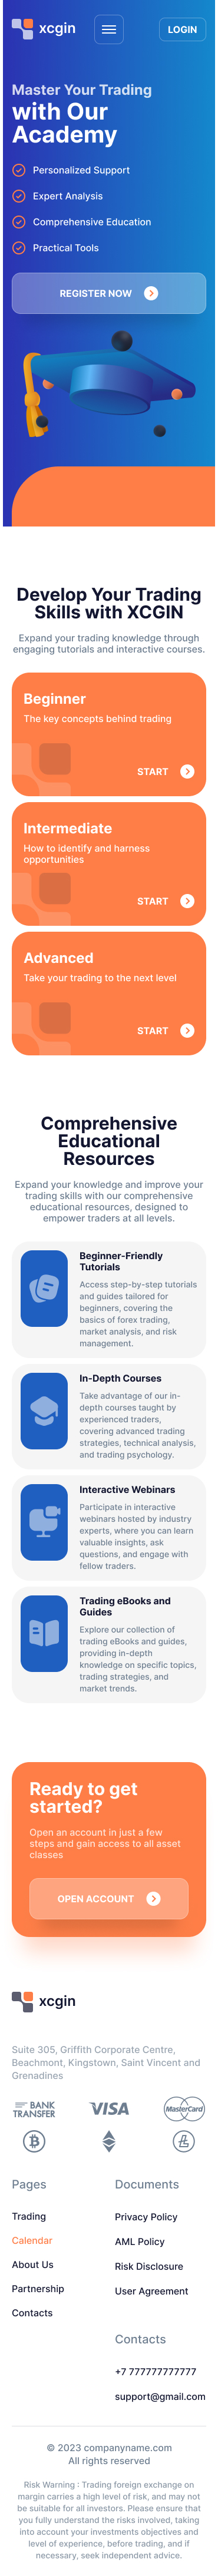 xcgin
LOGIN
Master Your Trading
with Our
Academy
Personalized Support
Expert Analysis
Comprehensive Education
Practical Tools
REGISTER NOW
Develop Your Trading
Skills with XCGIN
Expand your trading knowledge through
engaging tutorials and interactive courses.
Beginner
The key concepts behind trading
START
Intermediate
How to identify and harness
opportunities
START
Advanced
Take your trading to the next level
START
Comprehensive
Educational
Resources
Expand your knowledge and improve your
trading skills with our comprehensive
educational resources, designed to
empower traders at all levels.
Beginner-Friendly
Tutorials
Access step-by-step tutorials
and guides tailored for
beginners, covering the
basics of forex trading,
market analysis, and risk
management.
In-Depth Courses
Take advantage of our in-
depth courses taught by
experienced traders,
covering advanced trading
strategies, technical analysis,
and trading psychology.
Interactive Webinars
Participate in interactive
webinars hosted by industry
experts, where you can learn
valuable insights, ask
questions, and engage with
fellow traders.
Trading eBooks and
Guides
Explore our collection of
trading eBooks and guides,
providing in-depth
knowledge on specific topics,
trading strategies, and
market trends.
Ready to get
started?
Open an account in just a few
steps and gain access to all asset
classes
OPEN ACCOUNT
xcgin
Suite 305, Griffith Corporate Centre,
Beachmont, Kingstown, Saint Vincent and
Grenadines
BANK
TRANSFER
VISA
MasterCard
Pages
Trading
Calendar
About Us
Partnership
Contacts
Documents
Privacy Policy
AML Policy
Risk Disclosure
User Agreement
Contacts
+7 777777777777
support@gmail.com
© 2023 companyname.com
All rights reserved
Risk Warning : Trading foreign exchange on
margin carries a high level of risk, and may not
be suitable for all investors. Please ensure that
you fully understand the risks involved, taking
into account your investments objectives and
level of experience, before trading, and if
necessary, seek independent advice.